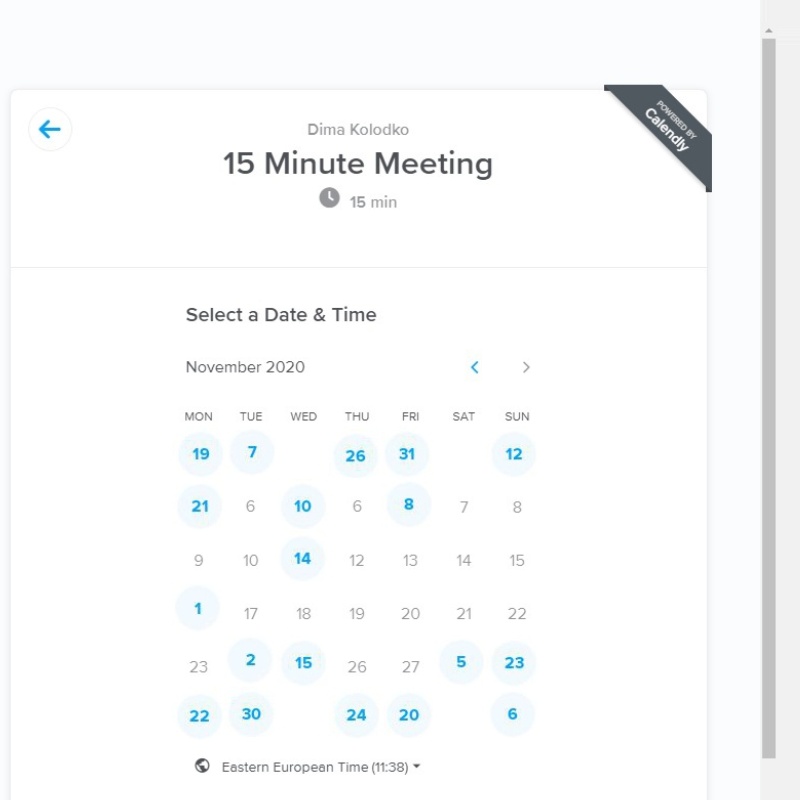 POWERED BY
Calendly
Dima Kolodko
15 Minute Meeting
15 min
Select a Date & Time
November 2020
MON TUE WED THU FRI SAT SUN
19 7 26 31 12
21 6 10 6 8 7 8
9 10 14 12 13 14 15
1 17 18 19 20 21 22
23 2 15 26 27 5 23
22 30 24 20 6
Eastern European Time (11:38)